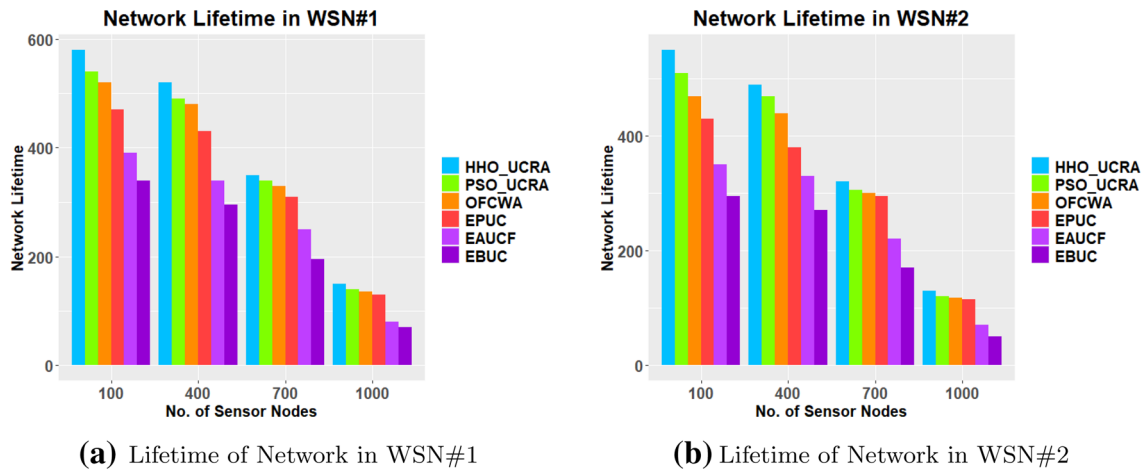 Network Lifetime in WSN#1
Network Lifetime
600
400
200
0
100 400 700 1000
No. of Sensor Nodes
HHO_UCRA
PSO_UCRA
OFCWA
EPUC
EAUCF
EBUC
(a) Lifetime of Network in WSN#1
Network Lifetime in WSN#2
Network Lifetime
400
200
0
100 400 700 1000
No. of Sensor Nodes
HHO_UCRA
PSO_UCRA
OFCWA
EPUC
EAUCF
EBUC
(b) Lifetime of Network in WSN#2